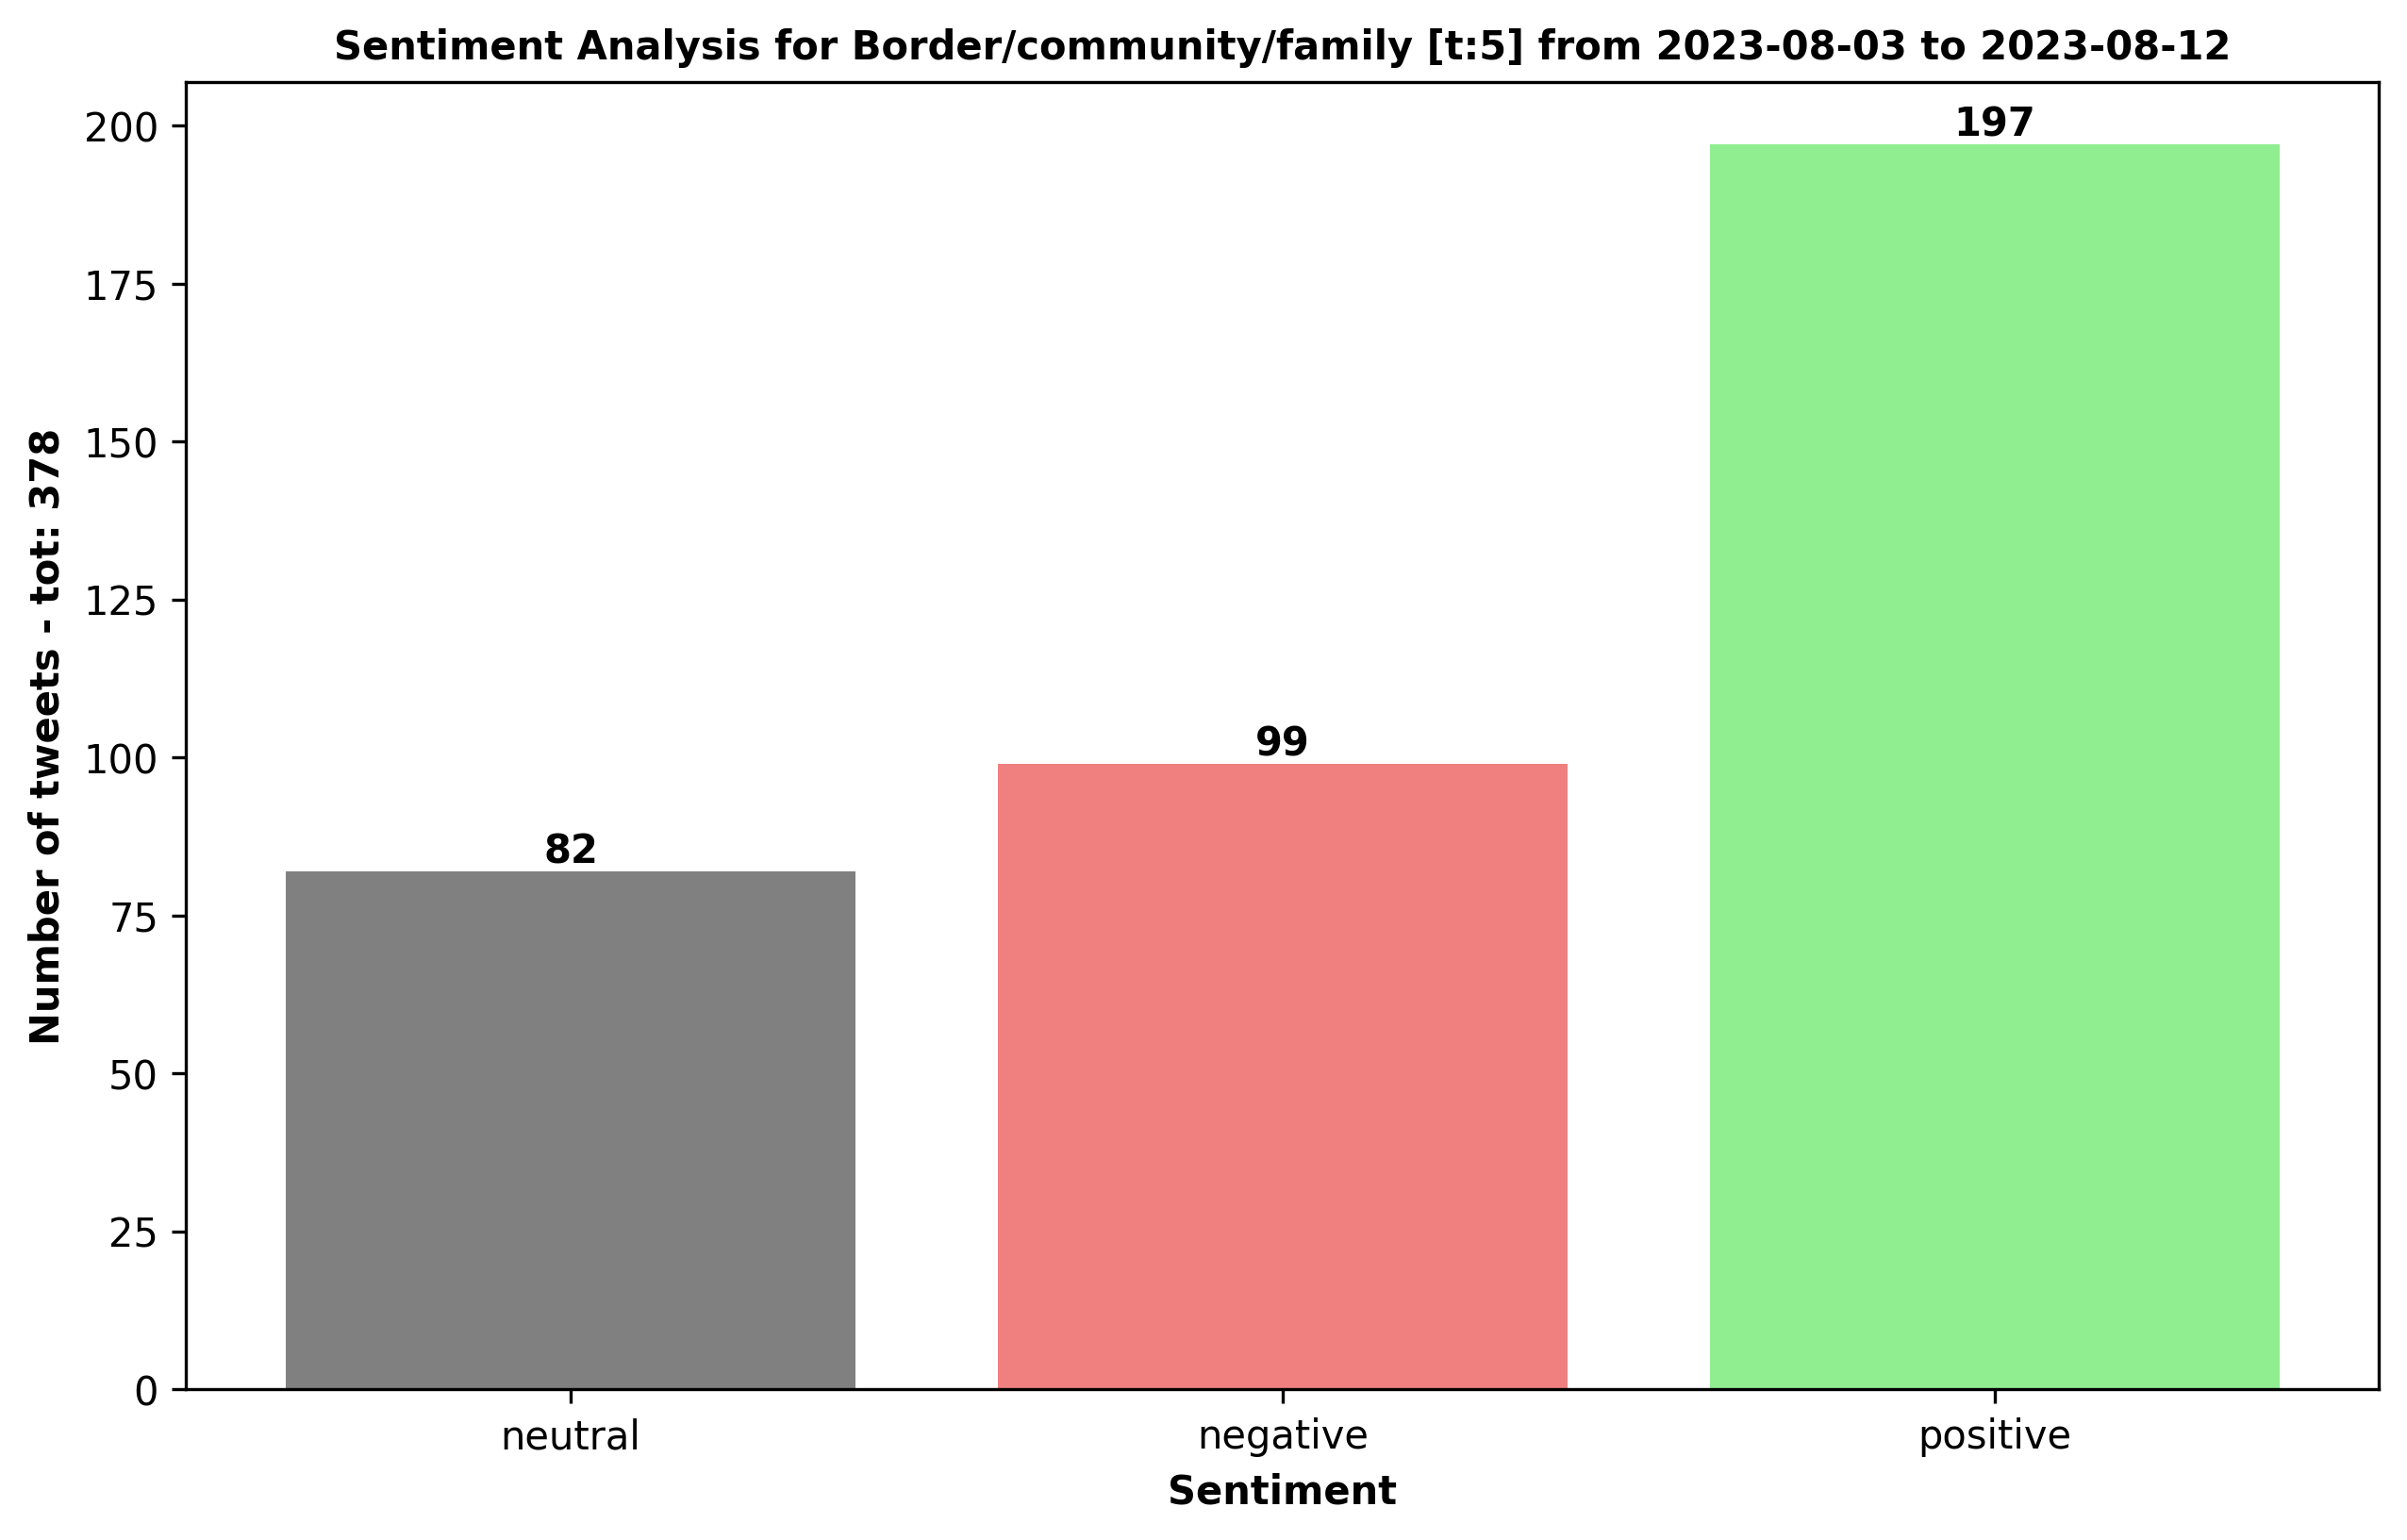 Sentiment Analysis for Border/community/family [t:5] from 2023-08-03 to 2023-08-12
Number of tweets - tot: 378
200
175
150
125
100
75
50
25
0
82
99
197
neutral
negative
positive
Sentiment